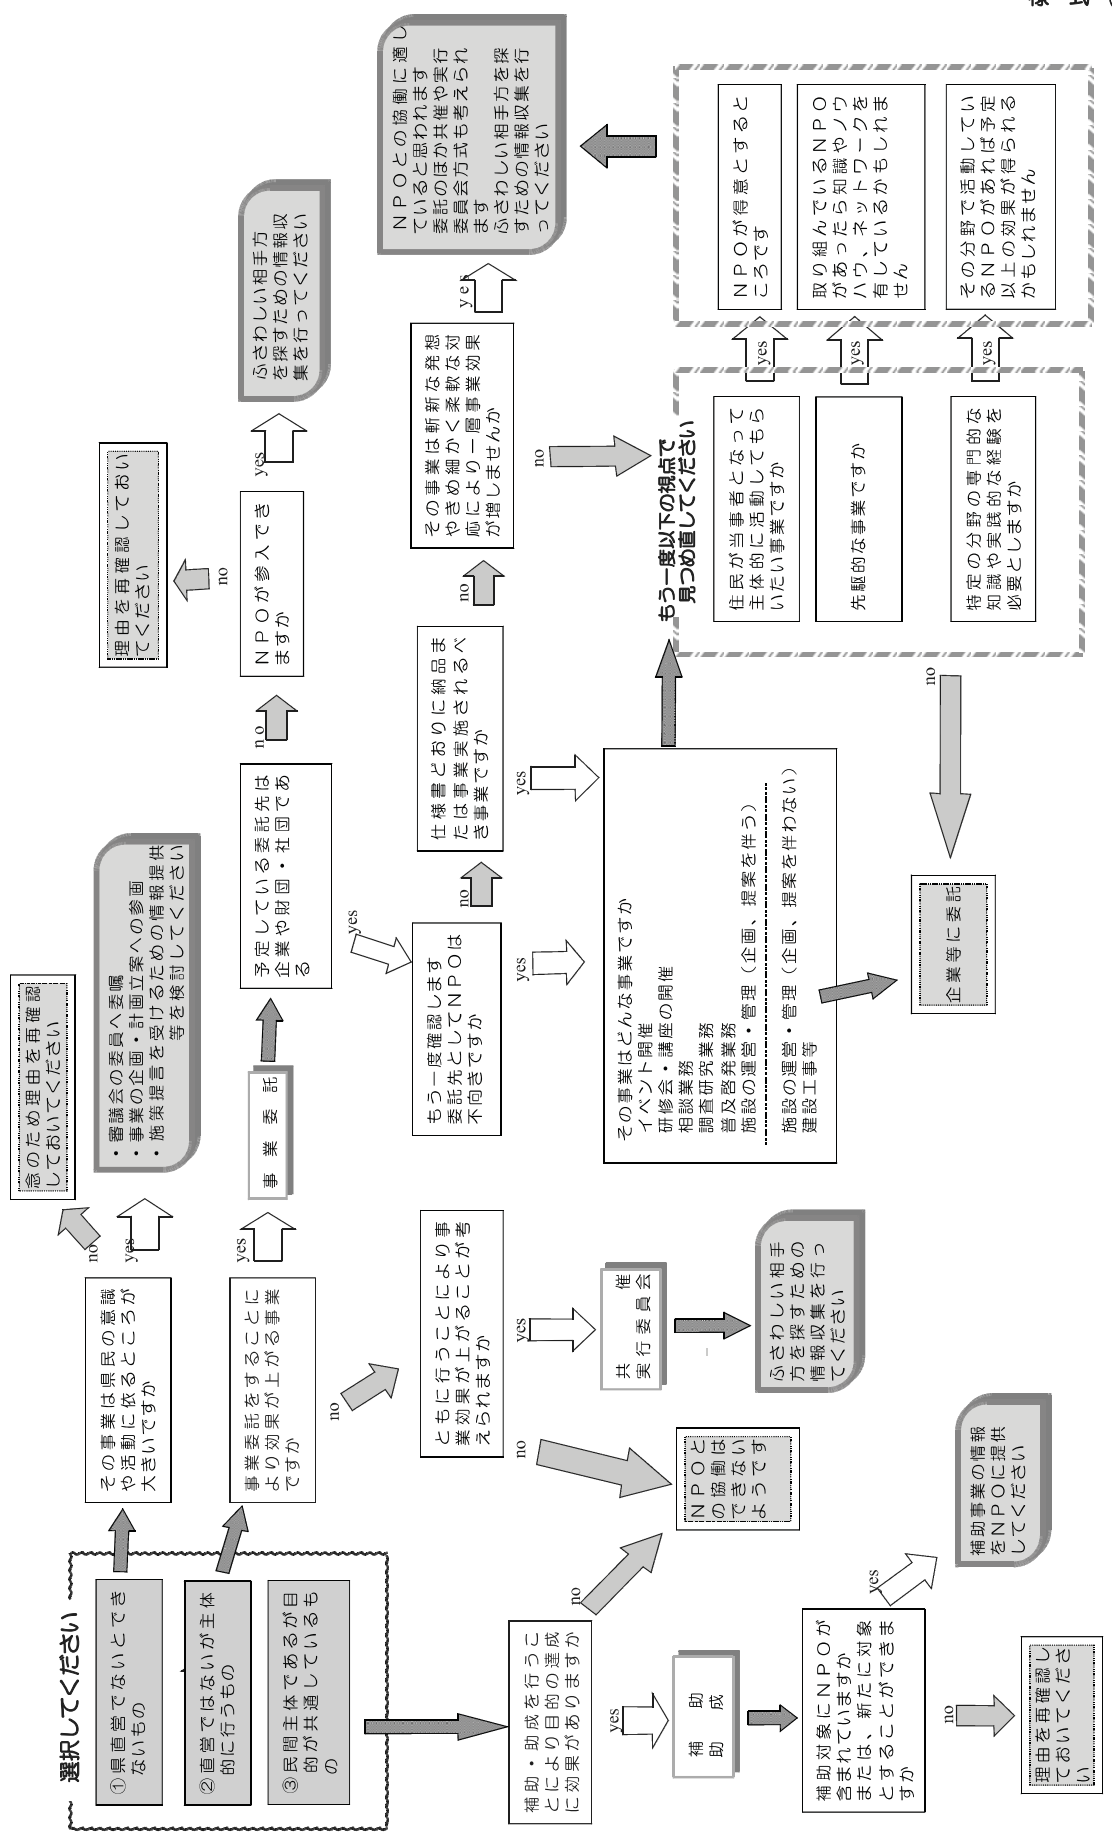 様 式
選択してください
①県直営でないとでき
ないもの
②直営ではないが主体
的に行うもの
③民間主体であるが目
的が共通しているも
の
その事業は県民の意識
や活動に依るところが
大きいですか
no
yes
念のため理由を再確認
しておいてください
・審議会の委員へ委嘱
・事業の企画・計画立案への参画
・施策提言を受けるための情報提供
等を検討してください
事業委託をすることに
より効果が上がる事業
ですか
yes
no
事 業 委 託
予定している委託先は
企業や財団・社団であ
る
no
yes
NPOが参入でき
ますか
no
yes
理由を再確認しておい
てください
ふさわしい相手方
を探すための情報収
集を行ってください
もう一度確認します
委託先としてNPOは
不向きですか
no
yes
仕様書どおりに納品ま
たは事業実施されるべ
き事業ですか
no
yes
その事業は斬新な発想
やきめ細かく柔軟な対
応により一層事業効果
が増しませんか
yes
no
NPOとの協働に適し
ていると思われます
委託のほか共催や実行
委員会方式も考えられ
ます
ふさわしい相手方を探
すための情報収集を行
ってください
ともに行うことにより事
業効果が上がることが考
えられますか
yes
no
共 催
実行委員会
ふさわしい相手
方を探すための
情報収集を行っ
てください
その事業はどんな事業ですか
イベント開催
研修会・講座の開催
相談業務
調査研究業務
普及啓発業務
施設の運営・管理（企画、提案を伴う）
施設の運営・管理（企画、提案を伴わない）
建設工事等
もう一度以下の視点で
見つめ直してください
住民が当事者となって
主体的に活動してもら
いたい事業ですか
yes
NPOが得意とすると
ころです
先駆的な事業ですか
yes
取り組んでいるNPO
があったら知識やノウ
ハウ、ネットワークを
有しているかもしれま
せん
特定の分野の専門的な
知識や実践的な経験を
必要としますか
yes
その分野で活動してい
るNPOがあれば予定
以上の効果が得られる
かもしれません
no
企業等に委託
補助・助成を行うこ
とにより目的の達成
に効果がありますか
no
yes
NPOと
の協働は
できない
ようです
補 助
助 成
補助対象にNPOが
含まれていますか
または、新たに対象
とすることができま
すか
yes
no
補助事業の情報
をNPOに提供
してください
理由を再確認し
ておいてくださ
い